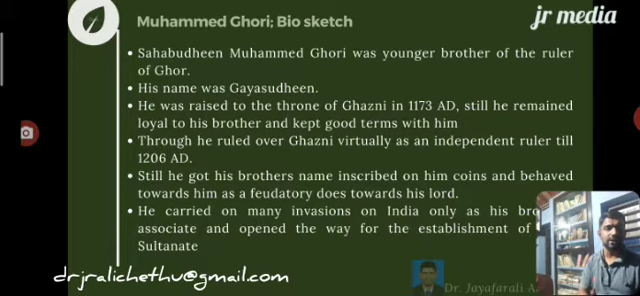 Muhammed Ghori; Bio sketch
jr media
• Sahabudheen Muhammed Ghori was younger brother of the ruler
of Ghor.
• His name was Gayasudheen.
• He was raised to the throne of Ghazni in 1173 AD, still he remained
loyal to his brother and kept good terms with him
• Through he ruled over Ghazni virtually as an independent ruler till
1206 AD.
• Still he got his brothers name inscribed on him coins and behaved
towards him as a feudatory does towards his lord.
• He carried on many invasions on India only as his
associate and opened the way for the establishment of
Sultanate
drjralichethu@gmail.com
Dr. Jayafarali